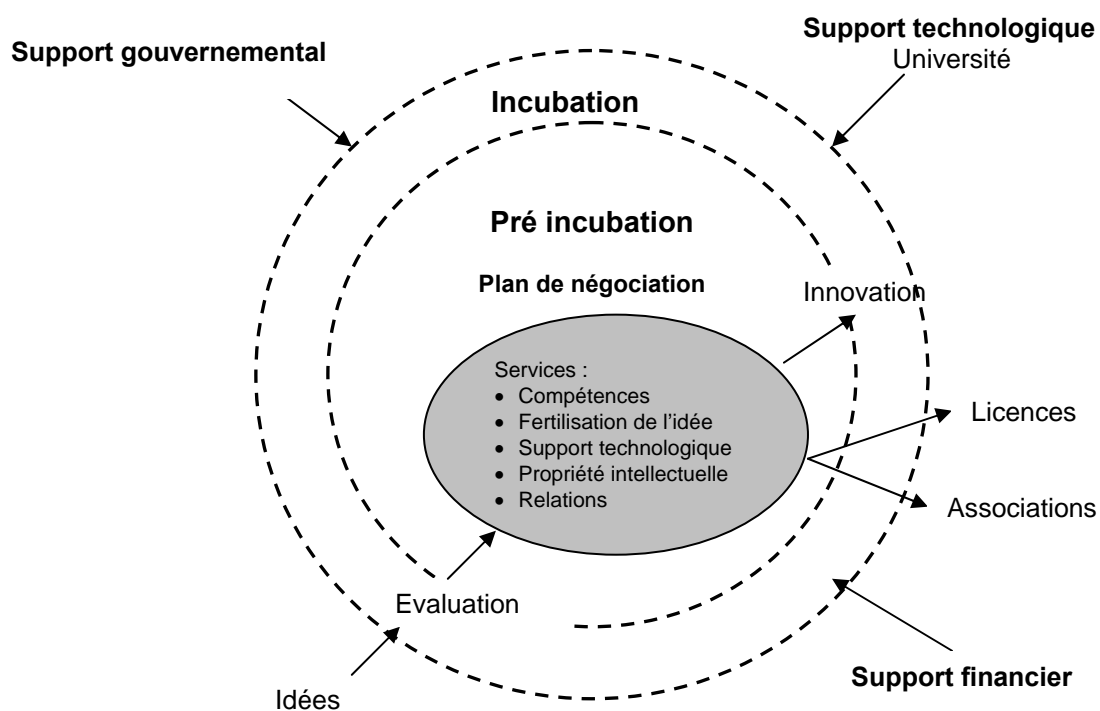 Support gouvernemental
Support technologique
Université
Incubation
Pré incubation
Plan de négociation
Innovation
Services :
• Compétences
• Fertilisation de l’idée
• Support technologique
• Propriété intellectuelle
• Relations
Licences
Associations
Evaluation
Support financier
Idées